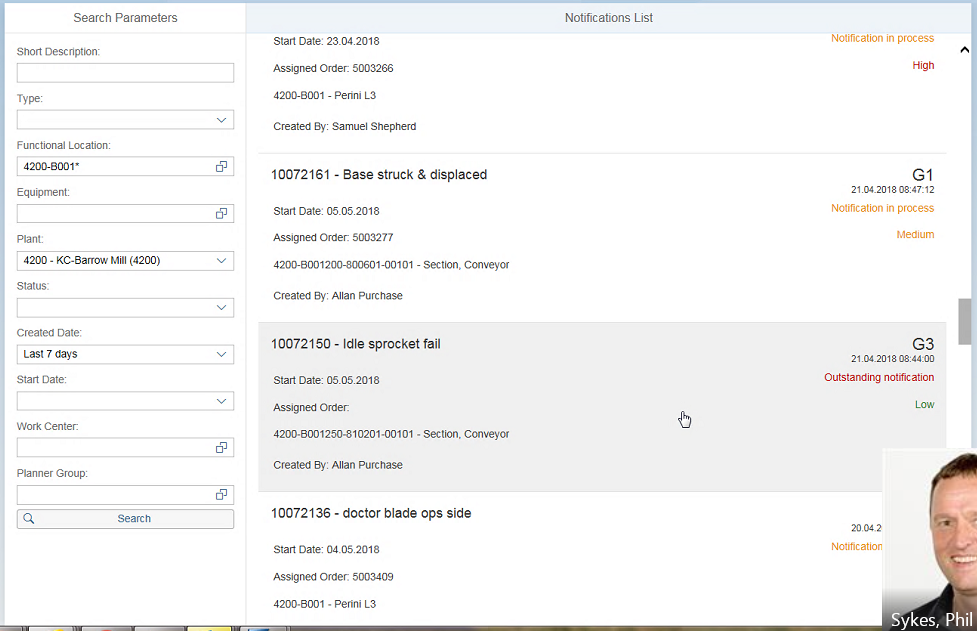 Search Parameters
Notifications List
Short Description:
Type:
Functional Location:
4200-B001*
Equipment:
Plant:
4200 - KC-Barrow Mill (4200)
Status:
Created Date:
Last 7 days
Start Date:
Work Center:
Planner Group:
Search
Start Date: 23.04.2018
Notification in process
Assigned Order: 5003266
High
4200-B001 - Perini L3
Created By: Samuel Shepherd
10072161 - Base struck & displaced
G1
21.04.2018 08:47:12
Start Date: 05.05.2018
Notification in process
Assigned Order: 5003277
Medium
4200-B001200-800601-00101 - Section, Conveyor
Created By: Allan Purchase
10072150 - Idle sprocket fail
G3
21.04.2018 08:44:00
Start Date: 05.05.2018
Outstanding notification
Assigned Order:
Low
4200-B001250-810201-00101 - Section, Conveyor
Created By: Allan Purchase
10072136 - doctor blade ops side
20.04.2
Start Date: 04.05.2018
Notification
Assigned Order: 5003409
4200-B001 - Perini L3
Sykes, Phil